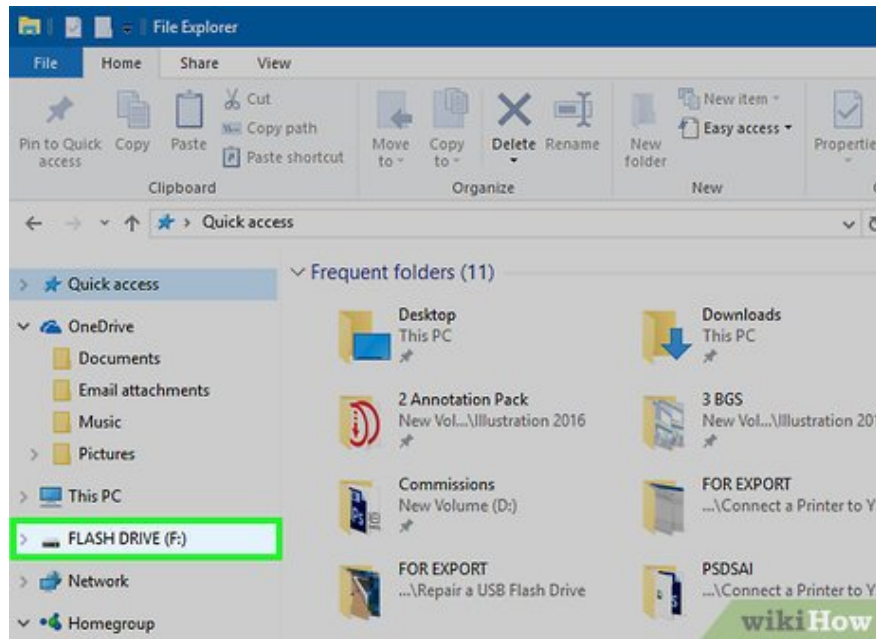 File Explorer
File Home Share View
Pin to Quick access
Copy
Paste
Cut
Copy path
Paste shortcut
Move to
Copy to
Delete
Rename
New folder
New item
Easy access
Clipboard Organize New
Quick access
Quick access
OneDrive
Documents
Email attachments
Music
Pictures
This PC
FLASH DRIVE (F:)
Network
Homegroup
Frequent folders (11)
Desktop
This PC
Downloads
This PC
2 Annotation Pack
New Vol...\Illustration 2016
3 BGS
New Vol...\Illustration 20
Commissions
New Volume (D:)
FOR EXPORT
...\Connect a Printer to Y
FOR EXPORT
...\Repair a USB Flash Drive
PSDSAI
...\Connect a Printer to Y
wikiHow